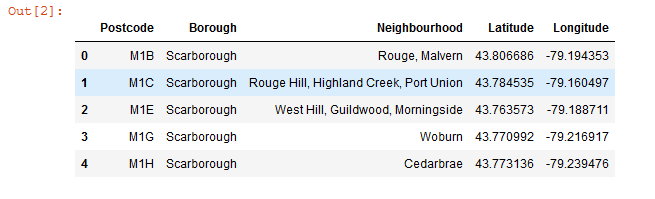 Out[2]:
Postcode Borough Neighbourhood Latitude Longitude
0 M1B Scarborough Rouge, Malvern 43.806686 -79.194353
1 M1C Scarborough Rouge Hill, Highland Creek, Port Union 43.784535 -79.160497
2 M1E Scarborough West Hill, Guildwood, Morningside 43.763573 -79.188711
3 M1G Scarborough Woburn 43.770992 -79.216917
4 M1H Scarborough Cedarbrae 43.773136 -79.239476